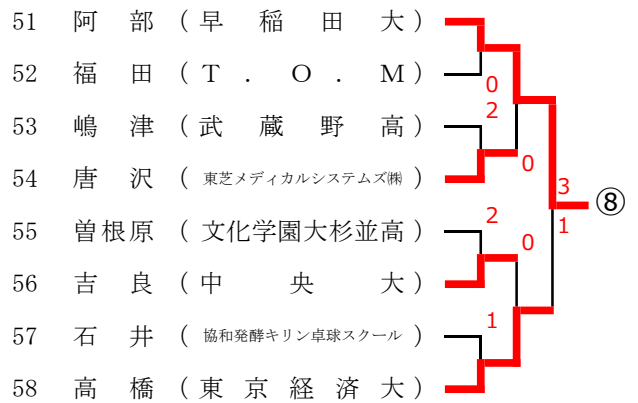 51 阿部（早稲田大）
52 福田（T．O．M）
0
2
53 嶋津（武蔵野高）
0
54 唐沢（東芝メディカルシステムズ㈱）
3
⑧
1
55 曽根原（文化学園大杉並高）
2
0
56 吉良（中央大）
57 石井（協和発酵キリン卓球スクール）
1
58 高橋（東京経済大）